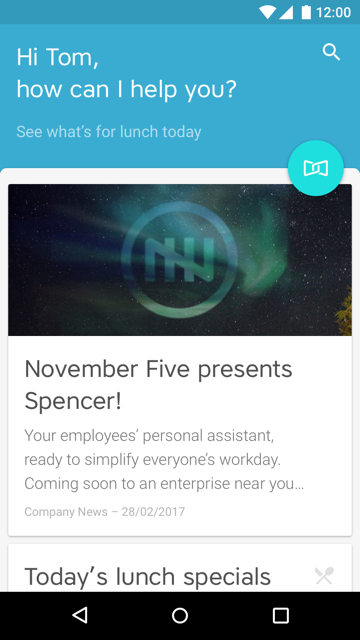 12:00
Hi Tom,
how can I help you?
See what's for lunch today
November Five presents
Spencer!
Your employees' personal assistant,
ready to simplify everyone's workday.
Coming soon to an enterprise near you...
Company News – 28/02/2017
Today's lunch specials